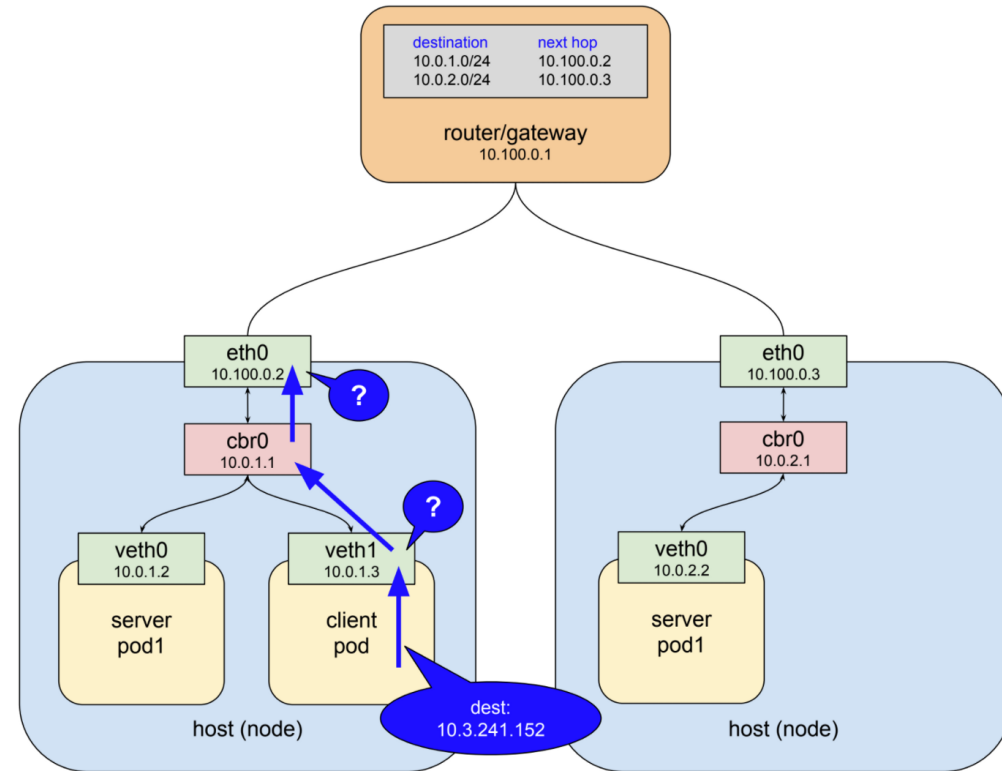 destination next hop
10.0.1.0/24 10.100.0.2
10.0.2.0/24 10.100.0.3
router/gateway
10.100.0.1
eth0
10.100.0.2
?
cbr0
10.0.1.1
?
veth0
10.0.1.2
veth1
10.0.1.3
server
pod1
client
pod
dest:
10.3.241.152
host (node)
eth0
10.100.0.3
cbr0
10.0.2.1
veth0
10.0.2.2
server
pod1
host (node)